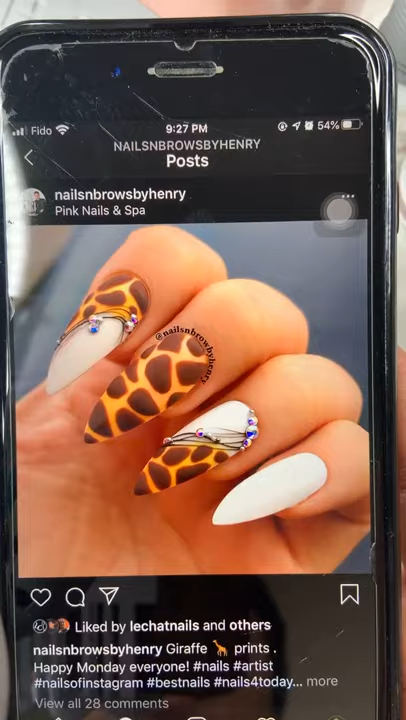 Fido 9:27 PM 54%
NAILSNBROWSBYHENRY
Posts
nailsnbrowsbyhenry
Pink Nails & Spa
@nailsnbrowbyhenry
Liked by lechatnails and others
nailsnbrowsbyhenry Giraffe 🦒 prints .
Happy Monday everyone! #nails #artist
#nailsofinstagram #bestnails #nails4today... more
View all 28 comments